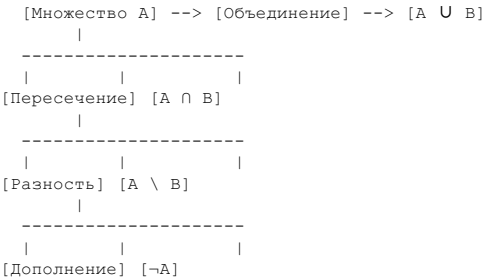 [Множество A] --> [Объединение] --> [A ∪ B]
|
---------------------
| | |
[Пересечение] [A ∩ B]
|
---------------------
| | |
[Разность] [A \ B]
|
---------------------
| | |
[Дополнение] [¬A]